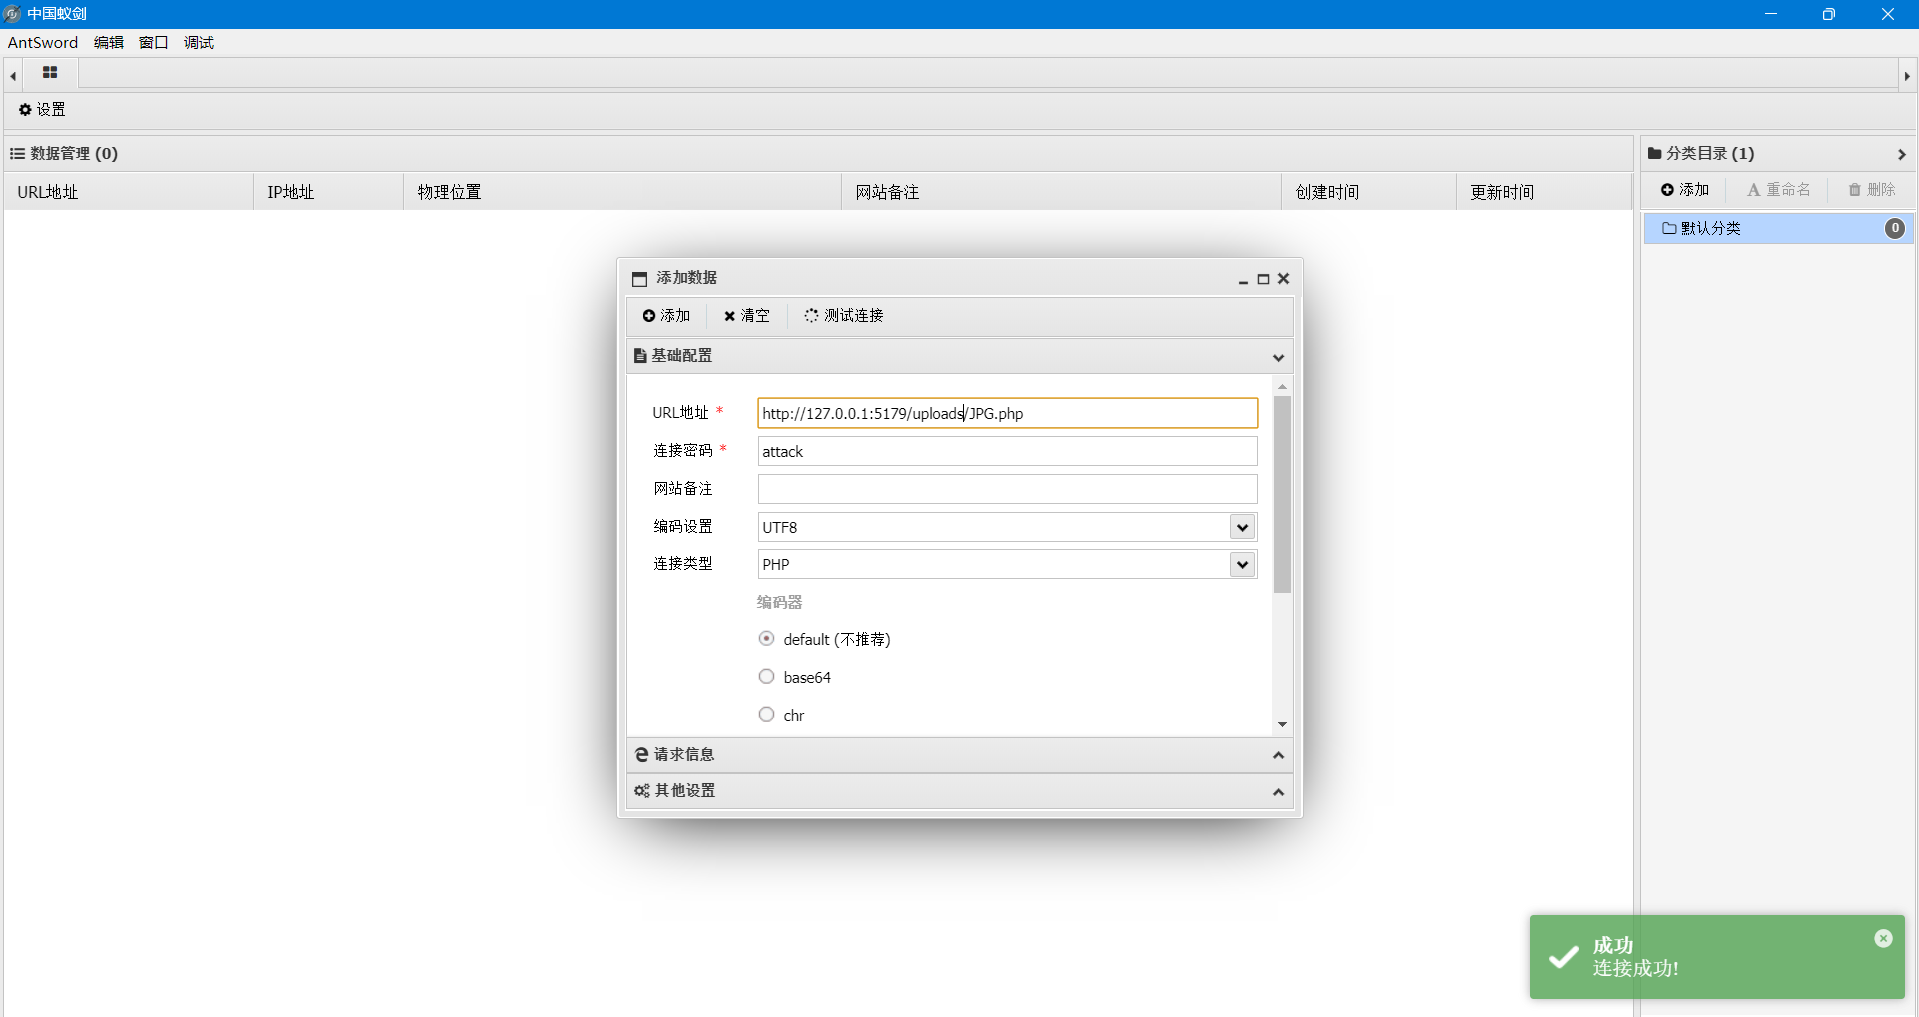 中国蚁剑
AntSword 编辑 窗口 调试
设置
数据管理 (0)
URL地址 IP地址 物理位置 网站备注 创建时间 更新时间
分类目录 (1)
添加 重命名 删除
默认分类 0
添加数据
添加 清空 测试连接
基础配置
URL地址 * http://127.0.0.1:5179/uploads/JPG.php
连接密码 * attack
网站备注
编码设置 UTF8
连接类型 PHP
编码器
default (不推荐)
base64
chr
请求信息
其他设置
成功
连接成功!